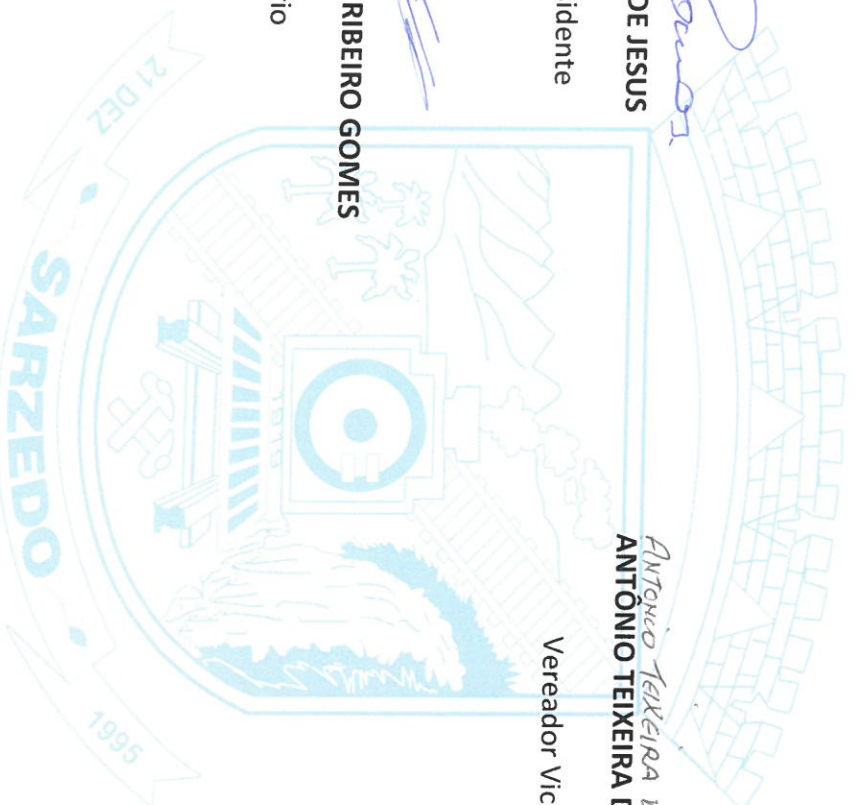 ANTONIO TEIXEIRA
DE JESUS
ANTÔNIO TEIXEIRA D
idente
Vereador Vic
RIBEIRO GOMES
io
21 DEZ
SARZEDO
1995